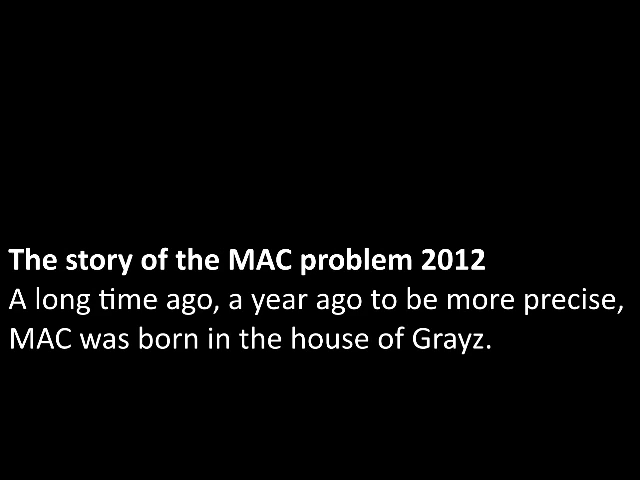 The story of the MAC problem 2012
A long time ago, a year ago to be more precise,
MAC was born in the house of Grayz.